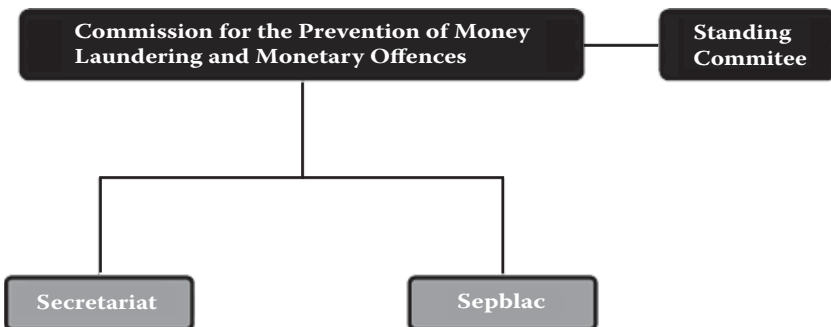 Commission for the Prevention of Money
Laundering and Monetary Offences
Standing
Commitee
Secretariat
Sepblac